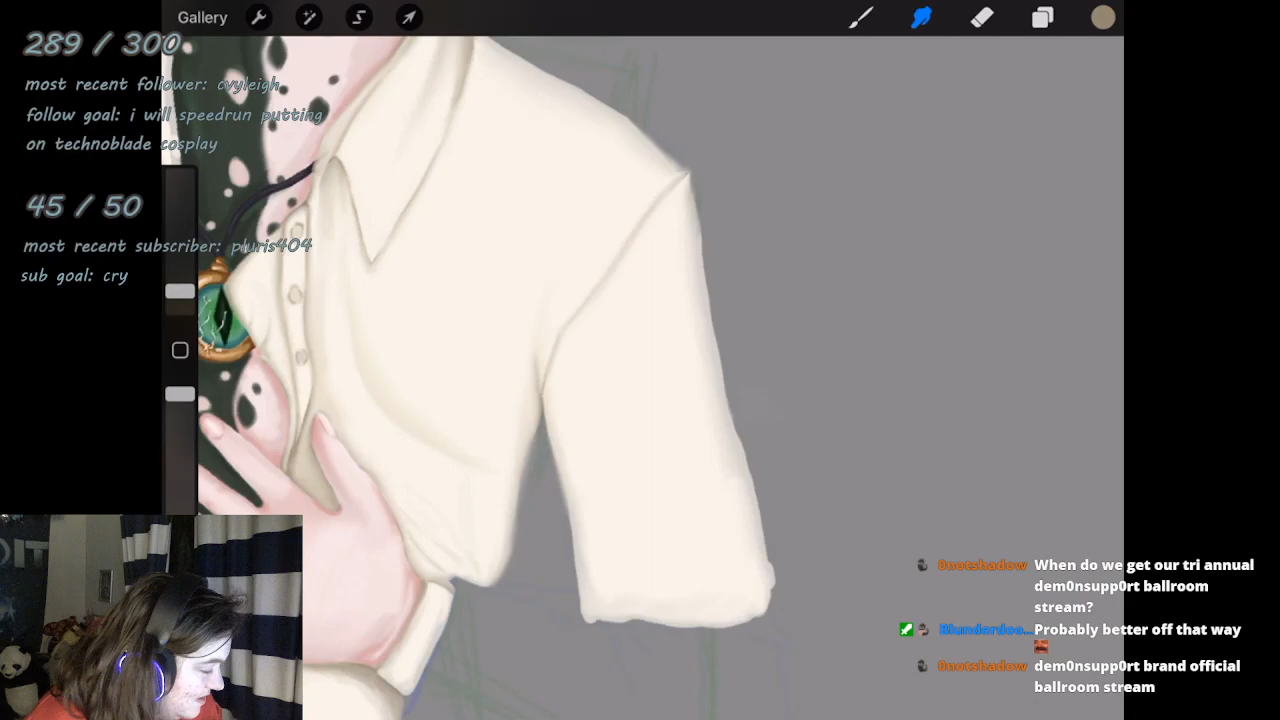 Gallery
289 / 300
most recent follower: cvyleigh
follow goal: i will speedrun putting
on technoblade cosplay
45 / 50
most recent subscriber: pluris404
sub goal: cry
0notshadow When do we get our tri annual
dem0nsupp0rt ballroom
stream?
Blunderdoo... Probably better off that way
0notshadow dem0nsupp0rt brand official
ballroom stream